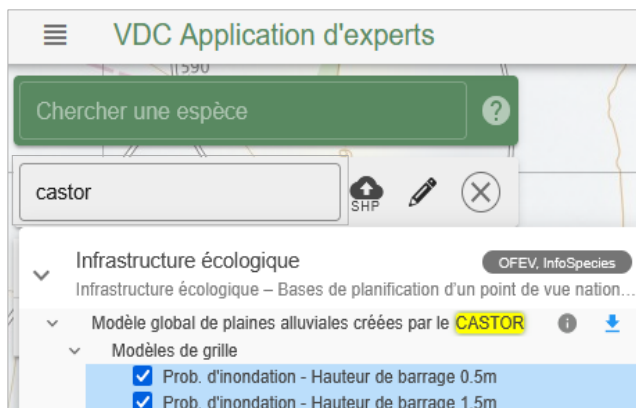 VDC Application d'experts
590
Chercher une espèce
?
castor
SHP
Infrastructure écologique
OFEV, InfoSpecies
Infrastructure écologique – Bases de planification d'un point de vue nation...
Modèle global de plaines alluviales créées par le CASTOR
Modèles de grille
Prob. d'inondation - Hauteur de barrage 0.5m
Prob. d'inondation - Hauteur de barrage 1.5m